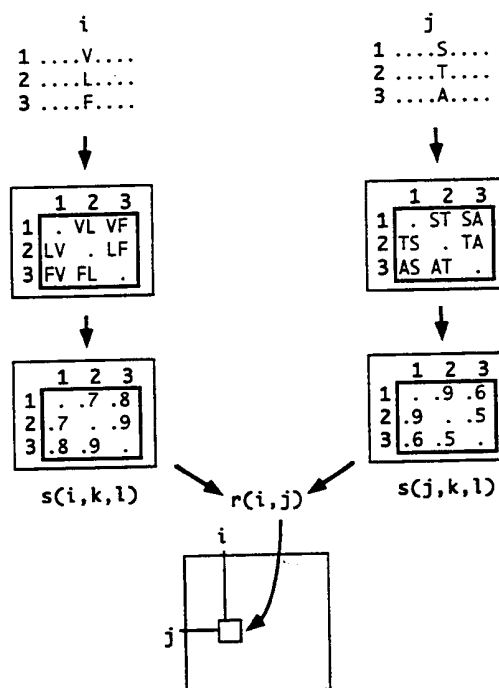 i
1 ....V....
2 ....L....
3 ....F....
1 2 3
1 . VL VF
2 LV . LF
3 FV FL .
1 2 3
1 . .7 .8
2 .7 . .9
3 .8 .9 .
s(i,k,l)
j
1 ....S....
2 ....T....
3 ....A....
1 2 3
1 . ST SA
2 TS . TA
3 AS AT .
1 2 3
1 . .9 .6
2 .9 . .5
3 .6 .5 .
s(j,k,l)
r(i,j)
i
j